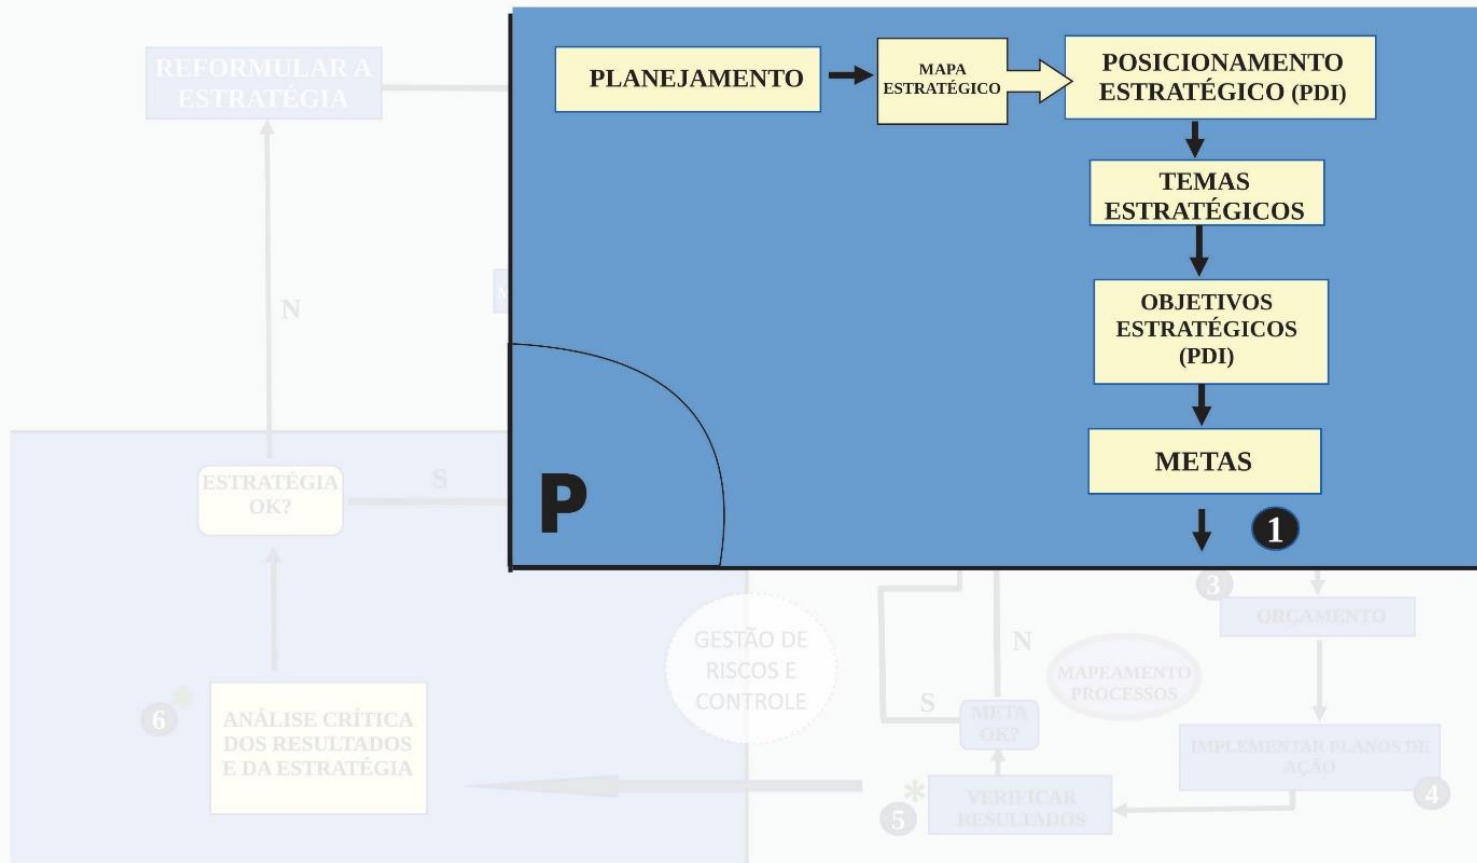 REFORMULAR A
ESTRATÉGIA
PLANEJAMENTO
MAPA
ESTRATÉGICO
POSICIONAMENTO
ESTRATÉGICO (PDI)
TEMAS
ESTRATÉGICOS
OBJETIVOS
ESTRATÉGICOS
(PDI)
METAS
1
P
N
ESTRATÉGIA
OK?
S
6
*
ANÁLISE CRÍTICA
DOS RESULTADOS
E DA ESTRATÉGIA
GESTÃO DE
RISCOS E
CONTROLE
3
ORÇAMENTO
N
MAPEAMENTO
PROCESSOS
S
META
OK?
IMPLEMENTAR PLANOS DE
AÇÃO
4
5
*
VERIFICAR
RESULTADOS